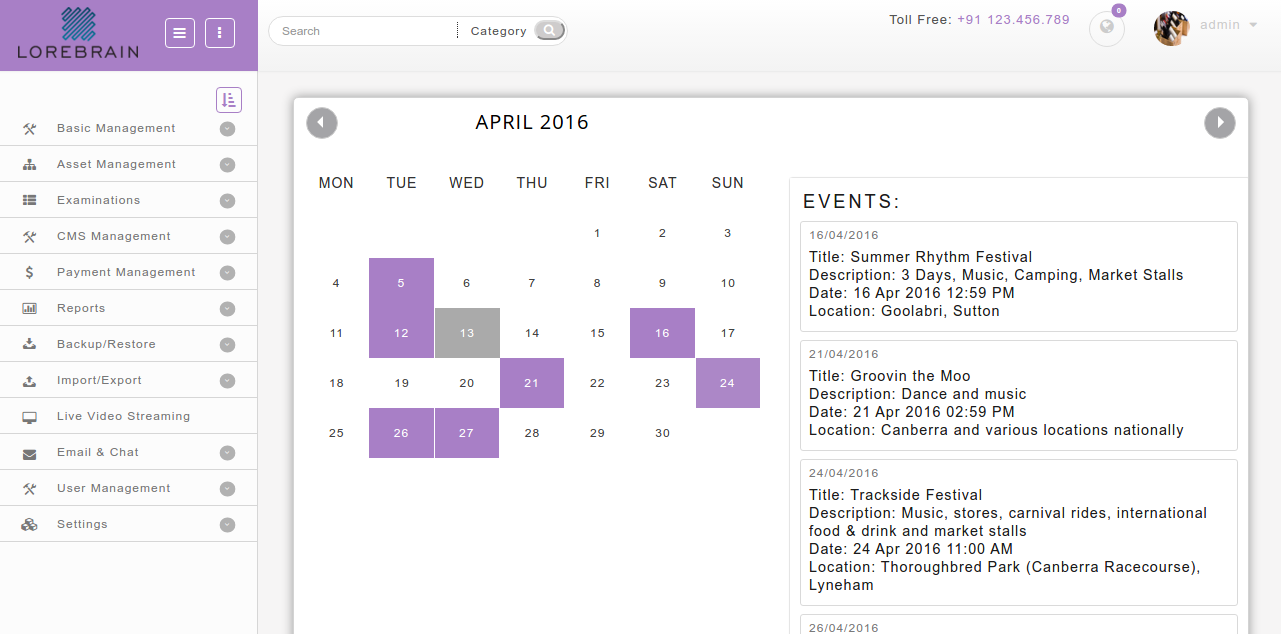 LOREBRAIN
Search
Category
Toll Free: +91 123.456.789
0
admin
Basic Management
Asset Management
Examinations
CMS Management
Payment Management
Reports
Backup/Restore
Import/Export
Live Video Streaming
Email & Chat
User Management
Settings
APRIL 2016
MON TUE WED THU FRI SAT SUN
1 2 3
4 5 6 7 8 9 10
11 12 13 14 15 16 17
18 19 20 21 22 23 24
25 26 27 28 29 30
EVENTS:
16/04/2016
Title: Summer Rhythm Festival
Description: 3 Days, Music, Camping, Market Stalls
Date: 16 Apr 2016 12:59 PM
Location: Goolabri, Sutton
21/04/2016
Title: Groovin the Moo
Description: Dance and music
Date: 21 Apr 2016 02:59 PM
Location: Canberra and various locations nationally
24/04/2016
Title: Trackside Festival
Description: Music, stores, carnival rides, international
food & drink and market stalls
Date: 24 Apr 2016 11:00 AM
Location: Thoroughbred Park (Canberra Racecourse),
Lyneham
26/04/2016